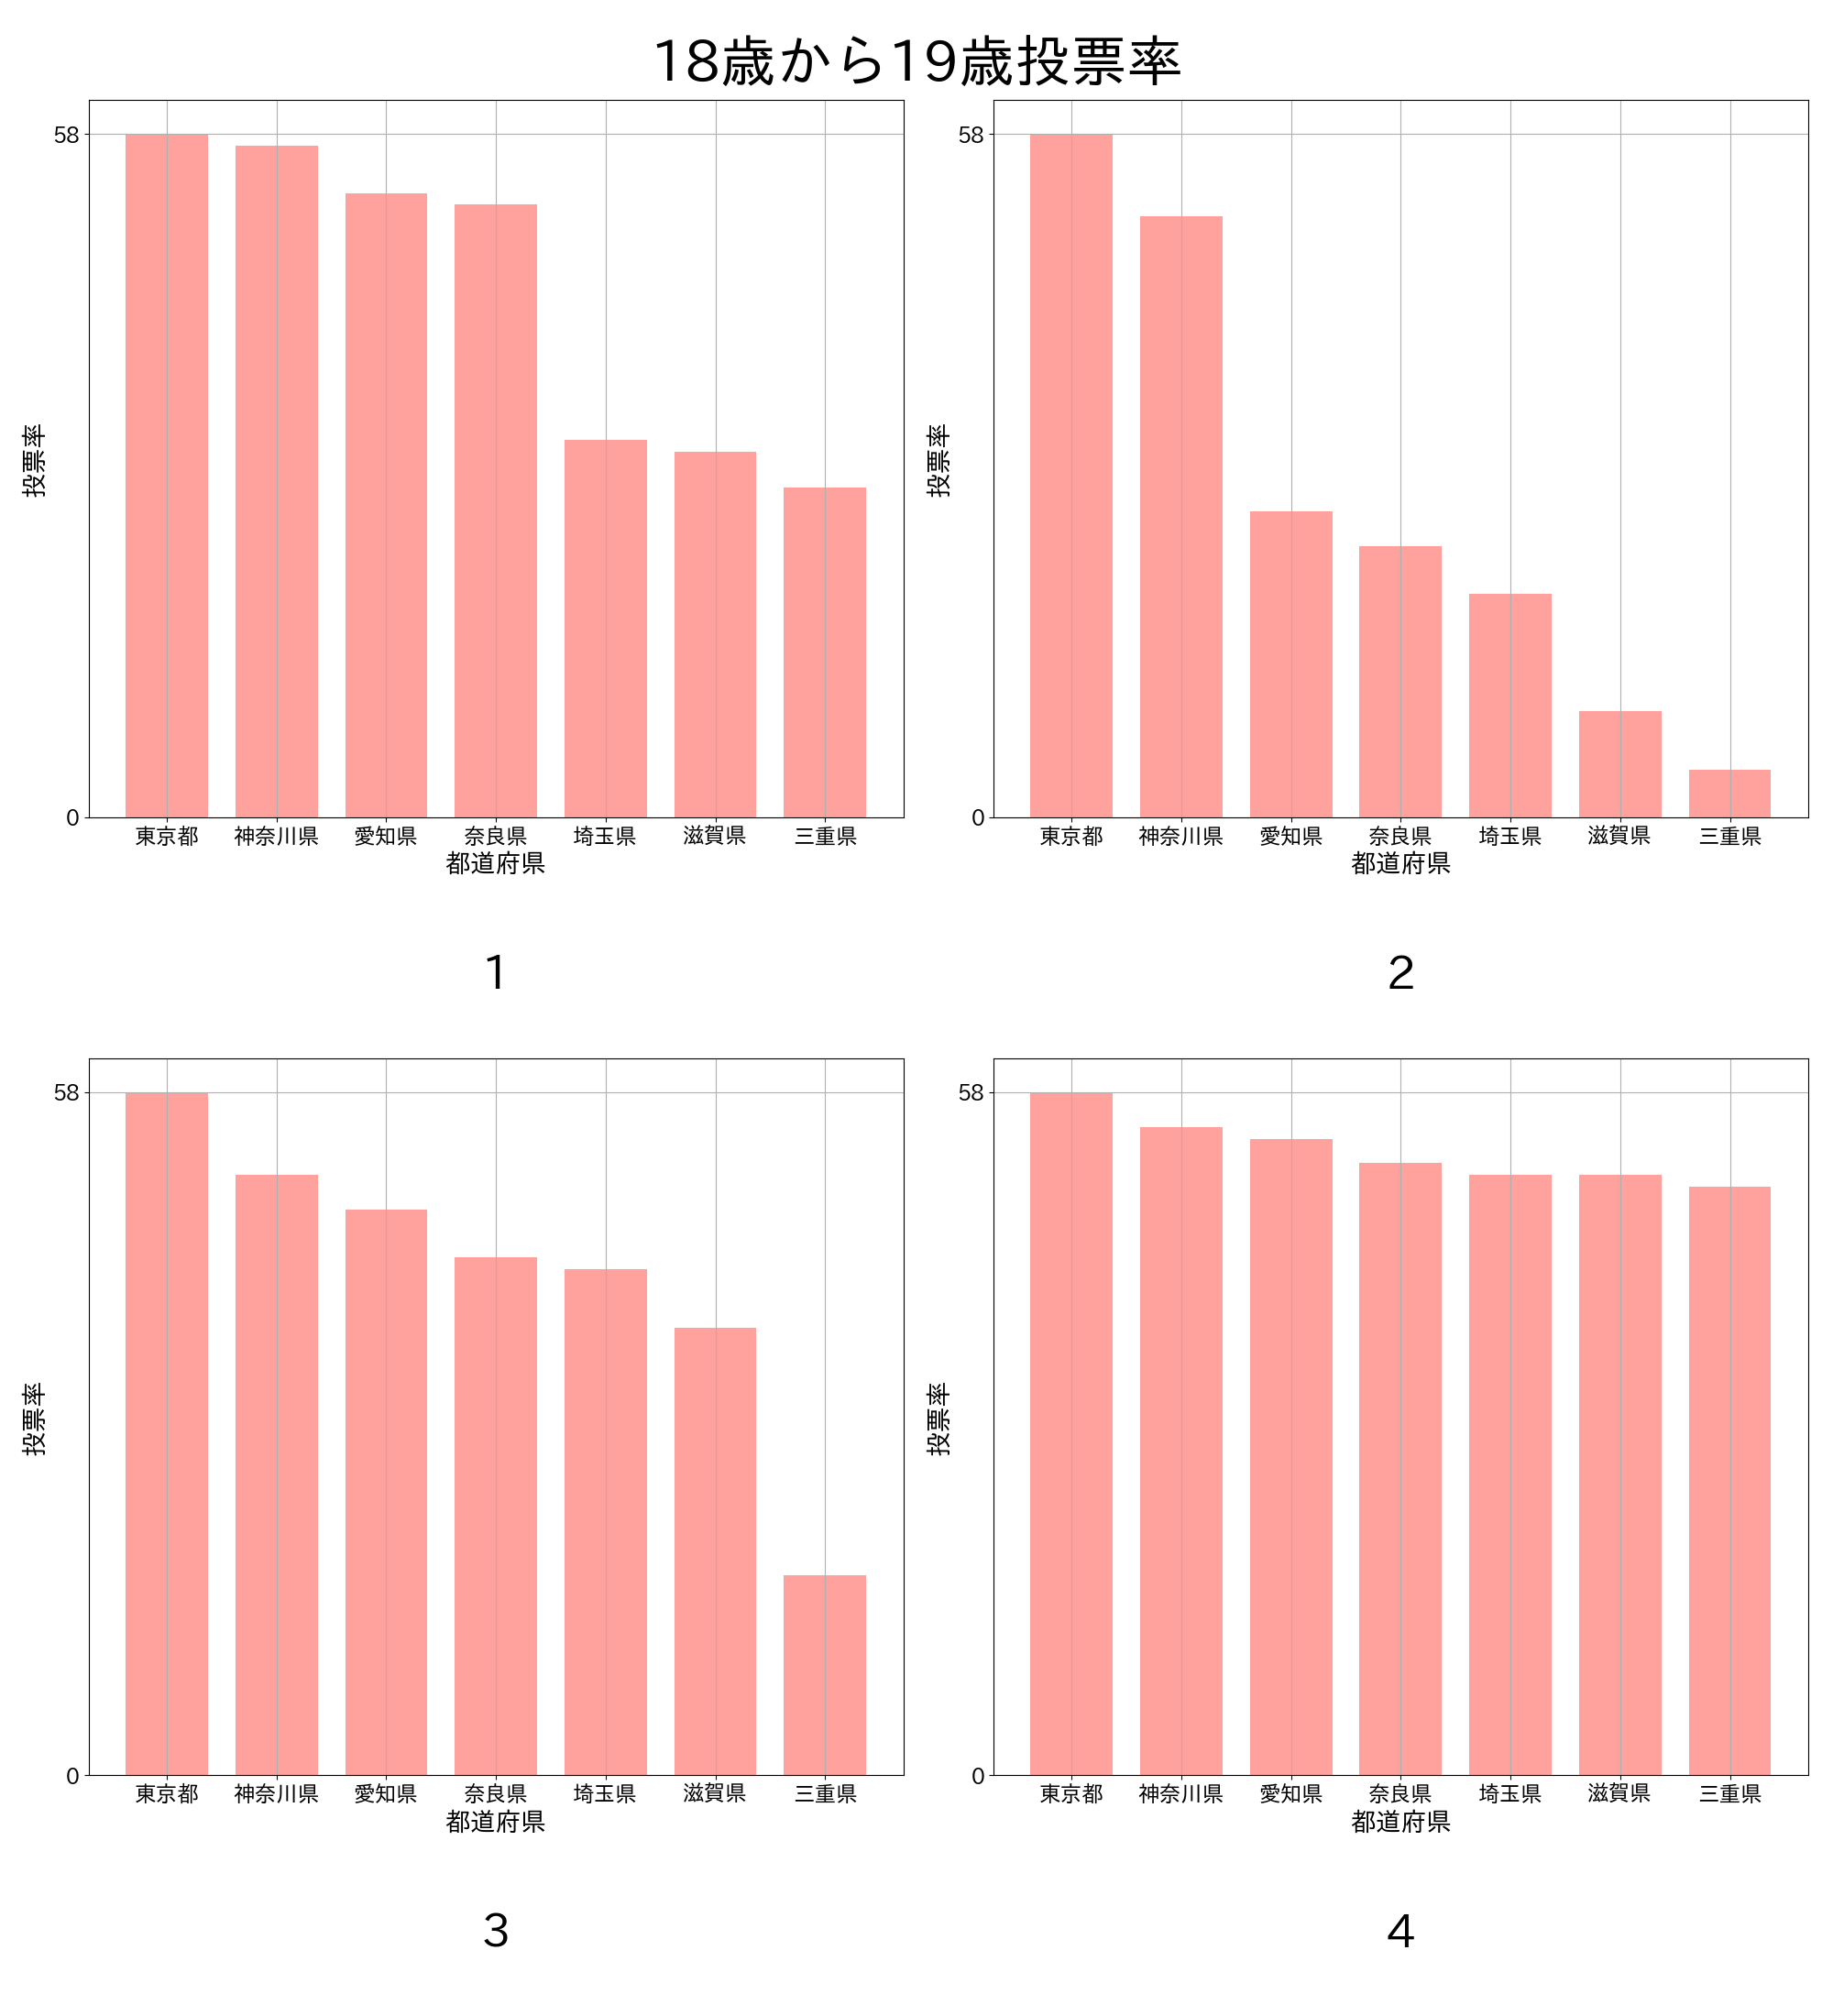 18歳から19歳投票率
58
0
投票率
東京都 神奈川県 愛知県 奈良県 埼玉県 滋賀県 三重県
都道府県
1
58
0
投票率
東京都 神奈川県 愛知県 奈良県 埼玉県 滋賀県 三重県
都道府県
2
58
0
投票率
東京都 神奈川県 愛知県 奈良県 埼玉県 滋賀県 三重県
都道府県
3
58
0
投票率
東京都 神奈川県 愛知県 奈良県 埼玉県 滋賀県 三重県
都道府県
4